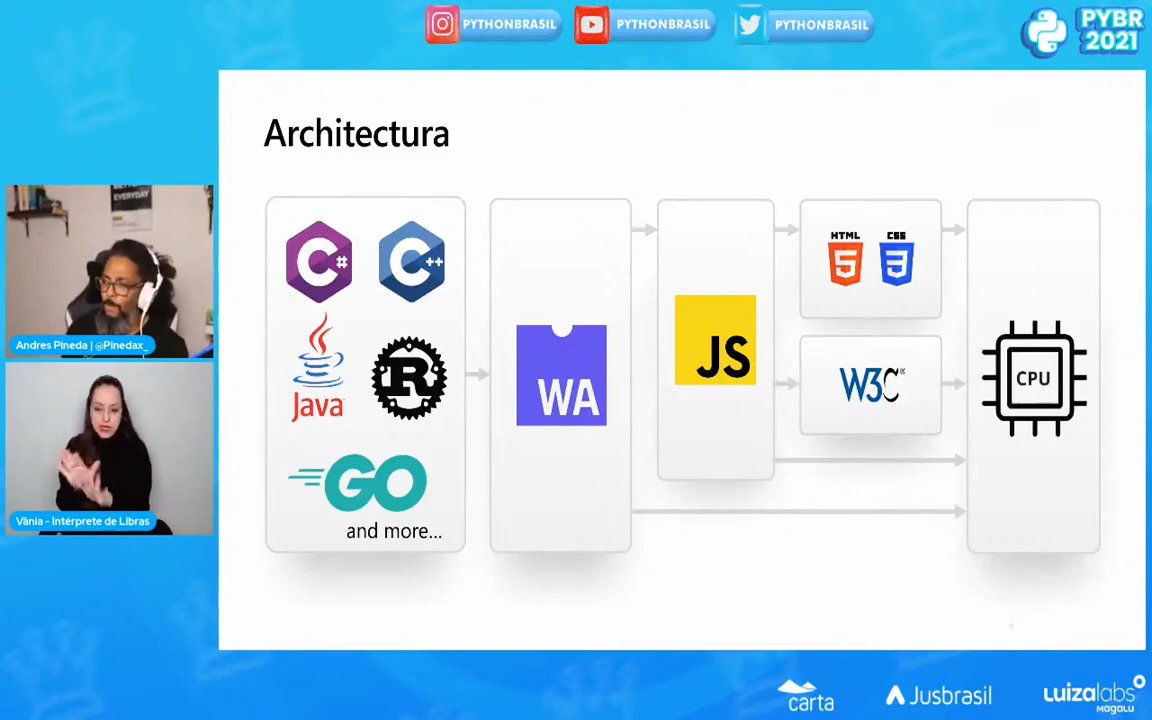 PYTHONBRASIL
PYTHONBRASIL
PYTHONBRASIL
PYBR
2021
Architectura
C#
C++
Java
R
GO
and more...
WA
JS
HTML
5
CSS
3
W3C®
CPU
EVERYDAY
Andres Pineda | @Pinedax_
Vânia - Intérprete de Libras
carta
Jusbrasil
luizalabs
MAGALU